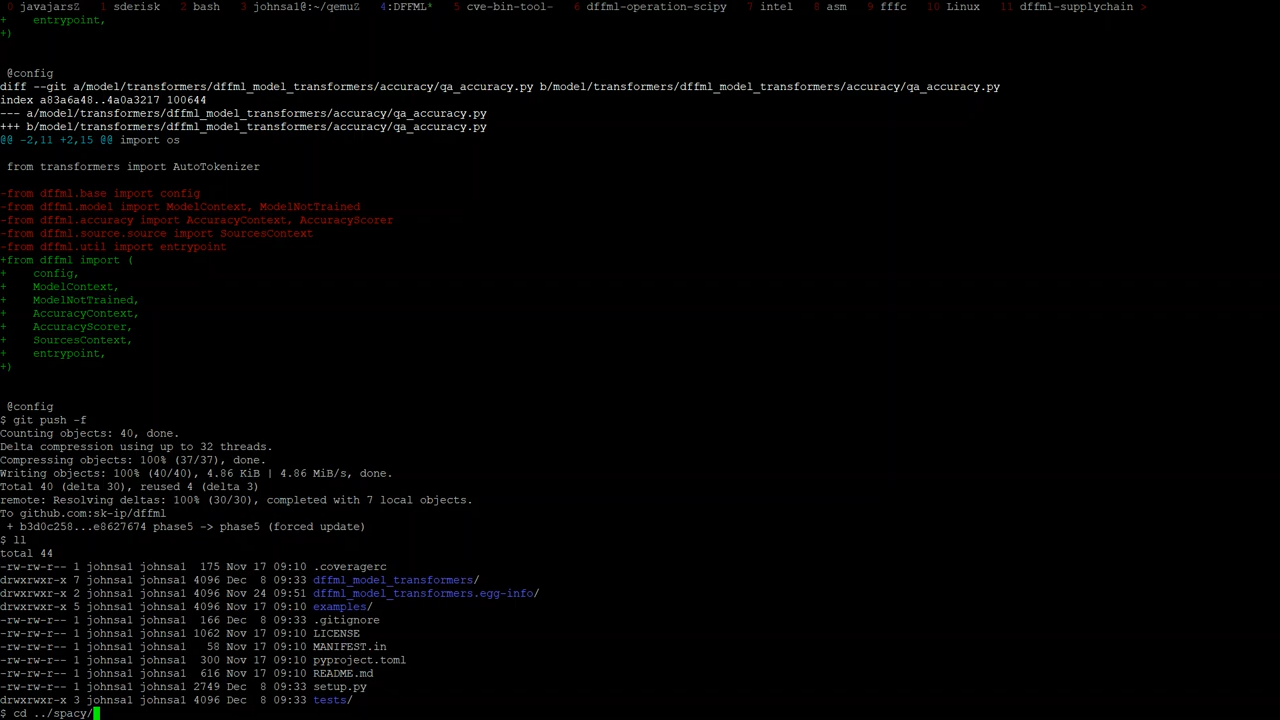 0 javajarsZ  1 sderisk  2 bash  3 johnsa1@:~/qemuZ  4:DFFML*  5 cve-bin-tool-  6 dffml-operation-scipy  7 intel  8 asm  9 fffc  10 Linux  11 dffml-supplychain >
+    entrypoint,
+)
 @config
diff --git a/model/transformers/dffml_model_transformers/accuracy/qa_accuracy.py b/model/transformers/dffml_model_transformers/accuracy/qa_accuracy.py
index a83a6a48..4a0a3217 100644
--- a/model/transformers/dffml_model_transformers/accuracy/qa_accuracy.py
+++ b/model/transformers/dffml_model_transformers/accuracy/qa_accuracy.py
@@ -2,11 +2,15 @@ import os
 from transformers import AutoTokenizer
-from dffml.base import config
-from dffml.model import ModelContext, ModelNotTrained
-from dffml.accuracy import AccuracyContext, AccuracyScorer
-from dffml.source.source import SourcesContext
-from dffml.util import entrypoint
+from dffml import (
+    config,
+    ModelContext,
+    ModelNotTrained,
+    AccuracyContext,
+    AccuracyScorer,
+    SourcesContext,
+    entrypoint,
+)
 @config
$ git push -f
Counting objects: 40, done.
Delta compression using up to 32 threads.
Compressing objects: 100% (37/37), done.
Writing objects: 100% (40/40), 4.86 KiB | 4.86 MiB/s, done.
Total 40 (delta 30), reused 4 (delta 3)
remote: Resolving deltas: 100% (30/30), completed with 7 local objects.
To github.com:sk-ip/dffml
 + b3d0c258...e8627674 phase5 -> phase5 (forced update)
$ ll
total 44
-rw-rw-r-- 1 johnsa1 johnsa1  175 Nov 17 09:10 .coveragerc
drwxrwxr-x 7 johnsa1 johnsa1 4096 Dec  8 09:33 dffml_model_transformers/
drwxrwxr-x 2 johnsa1 johnsa1 4096 Nov 24 09:51 dffml_model_transformers.egg-info/
drwxrwxr-x 5 johnsa1 johnsa1 4096 Nov 17 09:10 examples/
-rw-rw-r-- 1 johnsa1 johnsa1  166 Dec  8 09:33 .gitignore
-rw-rw-r-- 1 johnsa1 johnsa1 1062 Nov 17 09:10 LICENSE
-rw-rw-r-- 1 johnsa1 johnsa1   58 Nov 17 09:10 MANIFEST.in
-rw-rw-r-- 1 johnsa1 johnsa1  300 Nov 17 09:10 pyproject.toml
-rw-rw-r-- 1 johnsa1 johnsa1  616 Nov 17 09:10 README.md
-rw-rw-r-- 1 johnsa1 johnsa1 2749 Dec  8 09:33 setup.py
drwxrwxr-x 3 johnsa1 johnsa1 4096 Dec  8 09:33 tests/
$ cd ../spacy/